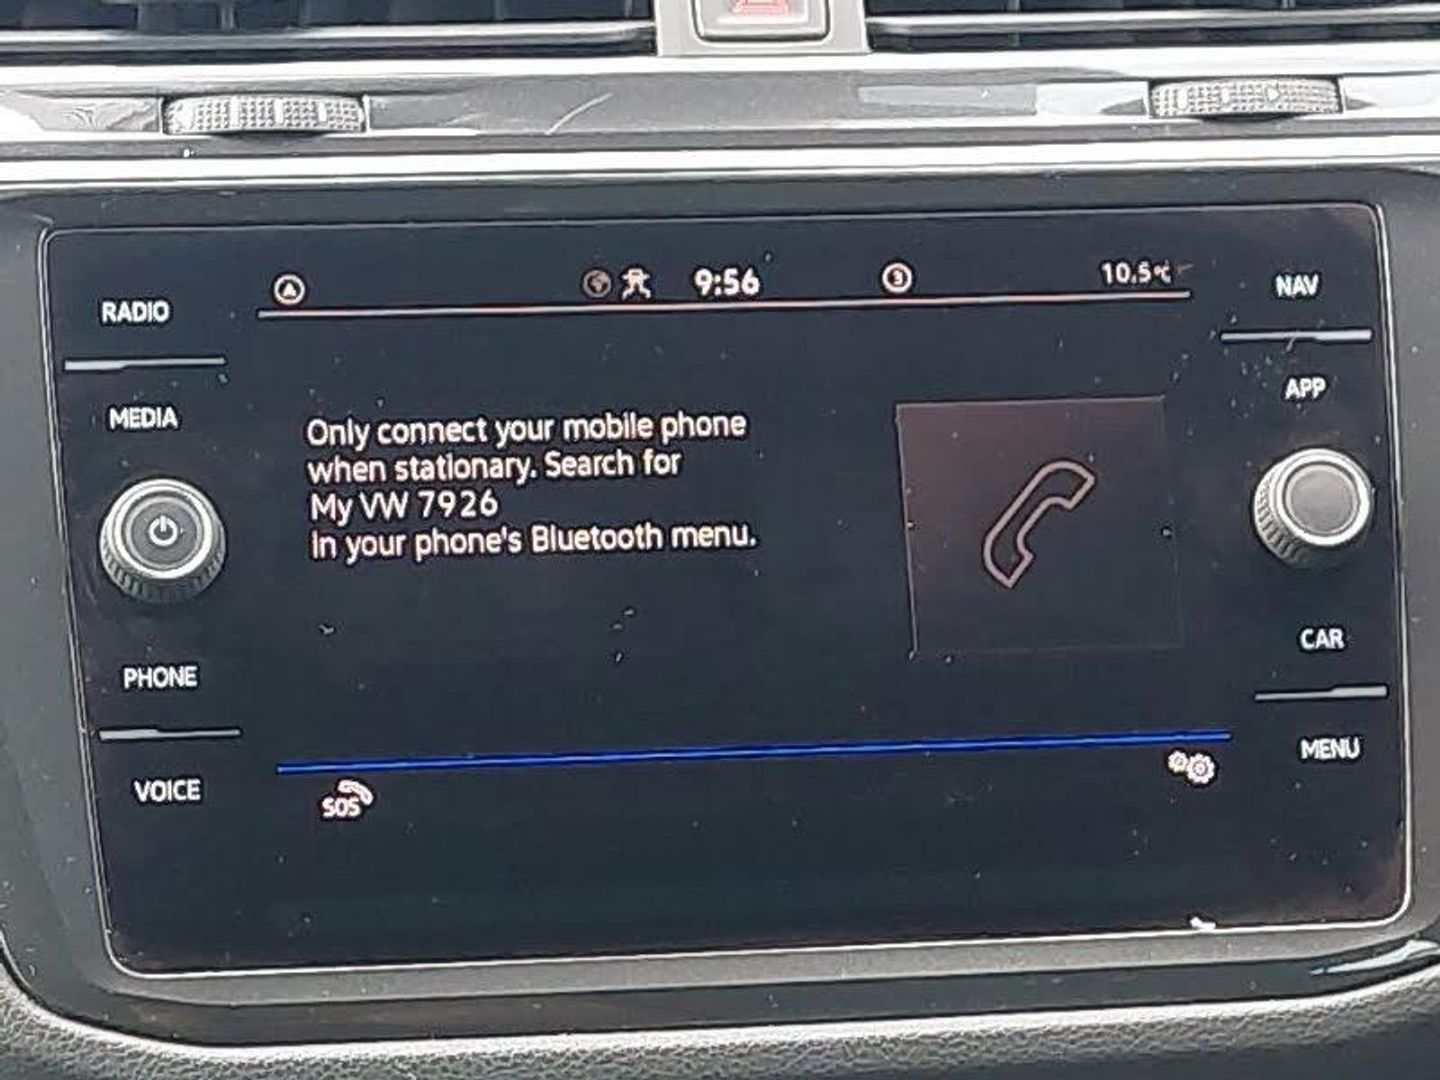 9:56
3
10.5°C
RADIO
NAV
MEDIA
APP
Only connect your mobile phone
when stationary. Search for
My VW 7926
in your phone's Bluetooth menu.
PHONE
CAR
VOICE
MENU
SOS